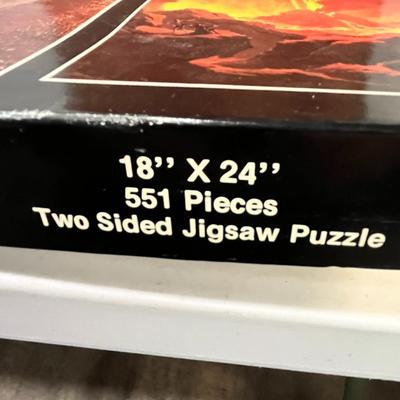 18’’ X 24’’
551 Pieces
Two Sided Jigsaw Puzzle